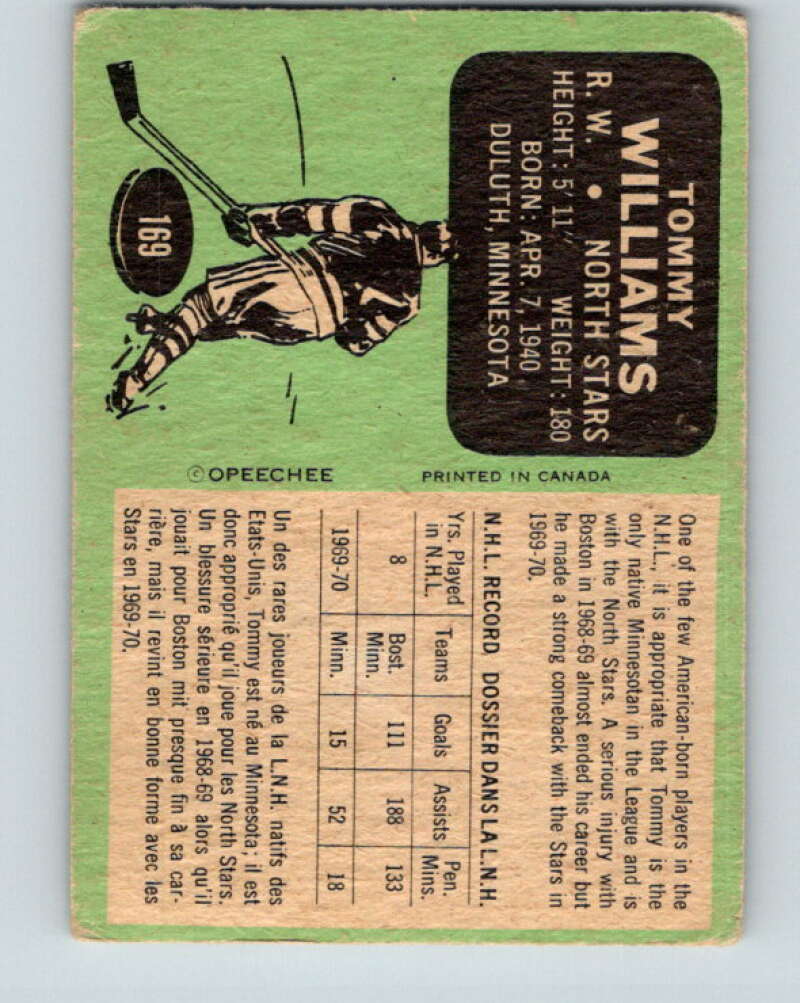 TOMMY
WILLIAMS
R. W. • NORTH STARS
HEIGHT: 5' 11" WEIGHT: 180
BORN: APR. 7, 1940
DULUTH, MINNESOTA
169
© OPEECHEE PRINTED IN CANADA
One of the few American-born players in the
N.H.L., it is appropriate that Tommy is the
only native Minnesotan in the League and is
with the North Stars. A serious injury with
Boston in 1968-69 almost ended his career but
he made a strong comeback with the Stars in
1969-70.
N.H.L. RECORD DOSSIER DANS LA L.N.H.
Yrs. Played in N.H.L. Teams Goals Assists Pen. Mins.
8 Bost. Minn. 111 188 133
1969-70 Minn. 15 52 18
Un des rares joueurs de la L.N.H. natifs des
Etats-Unis, Tommy est né au Minnesota; il est
donc approprié qu'il joue pour les North Stars.
Un blessure sérieure en 1968-69 alors qu'il
jouait pour Boston mit presque fin à sa car-
rière, mais il revint en bonne forme avec les
Stars en 1969-70.